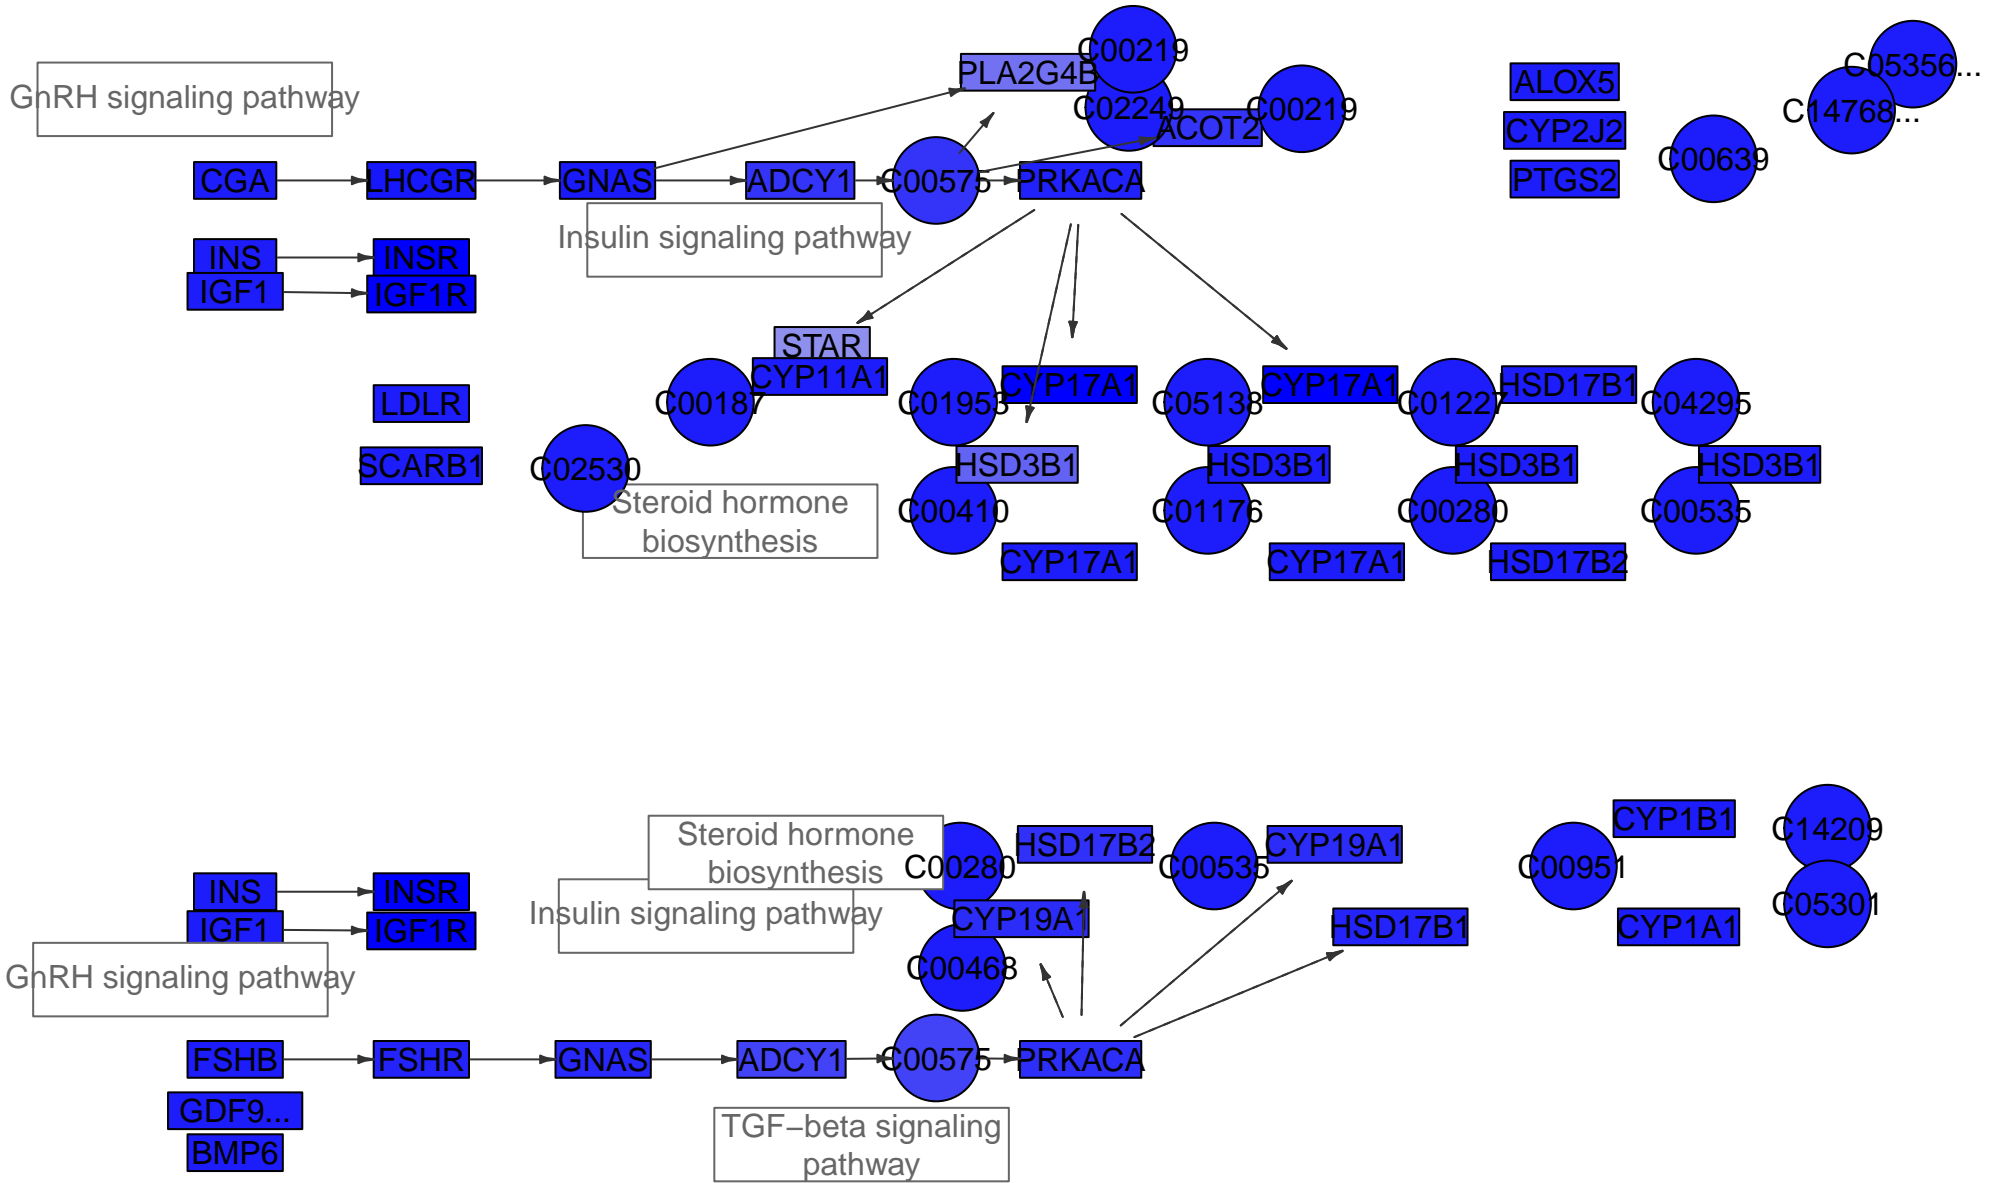 C00219
C05356...
PLA2G4B
ALOX5
GnRH signaling pathway
C02249
C00219
C14768...
ACOT2
CYP2J2
C00639
CGA
LHCGR
GNAS
ADCY1
C00575
PRKACA
PTGS2
Insulin signaling pathway
INS
INSR
IGF1
IGF1R
STAR
CYP11A1
CYP17A1
CYP17A1
HSD17B1
LDLR
C00187
C01953
C05138
C01227
C04295
SCARB1
C02530
HSD3B1
HSD3B1
HSD3B1
HSD3B1
Steroid hormone
biosynthesis
C00410
C01176
C00280
C00535
CYP17A1
CYP17A1
HSD17B2
Steroid hormone
biosynthesis
C00280
HSD17B2
C00535
CYP19A1
C00951
CYP1B1
C14209
INS
INSR
Insulin signaling pathway
CYP19A1
HSD17B1
CYP1A1
C05301
IGF1
IGF1R
GnRH signaling pathway
C00468
FSHB
FSHR
GNAS
ADCY1
C00575
PRKACA
GDF9...
BMP6
TGF−beta signaling
pathway